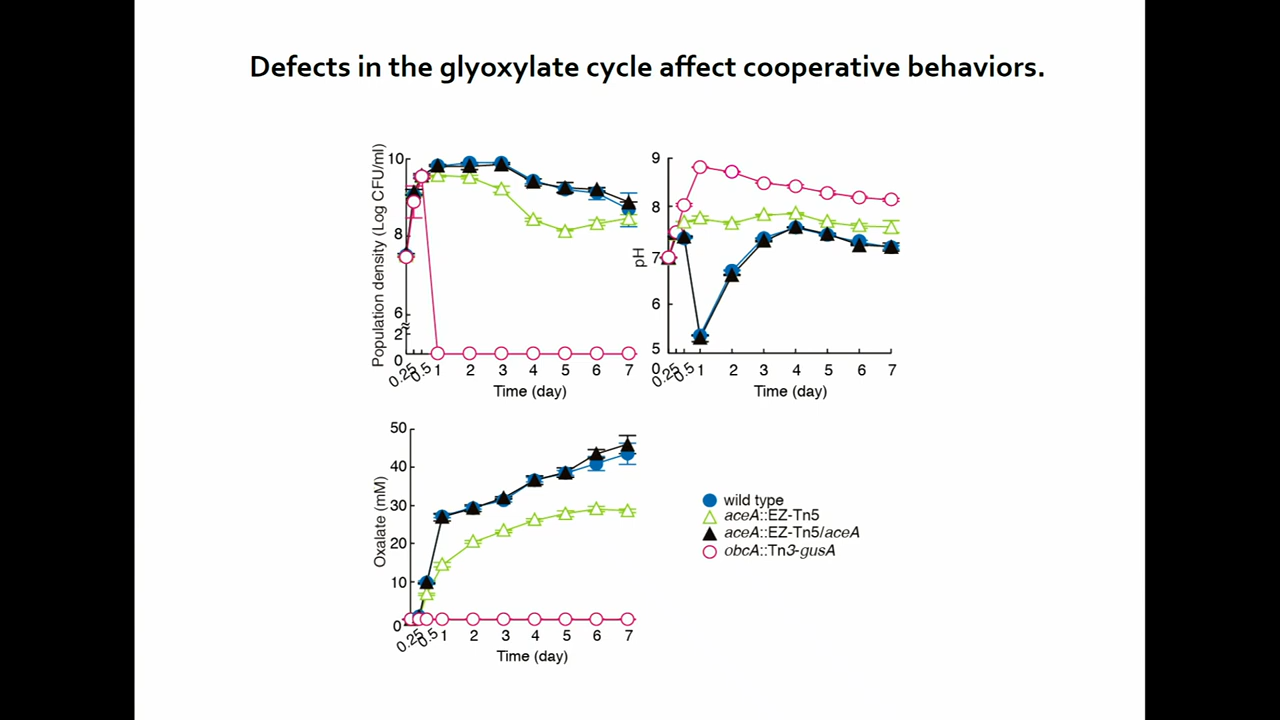 Defects in the glyoxylate cycle affect cooperative behaviors.
Population density (Log CFU/ml)
10
8
6
2
0
0.25
0.5
1 2 3 4 5 6 7
Time (day)
pH
9
8
7
6
5
0
0.25
0.5
1 2 3 4 5 6 7
Time (day)
Oxalate (mM)
50
40
30
20
10
0
0.25
0.5
1 2 3 4 5 6 7
Time (day)
wild type
aceA::EZ-Tn5
aceA::EZ-Tn5/aceA
obcA::Tn3-gusA